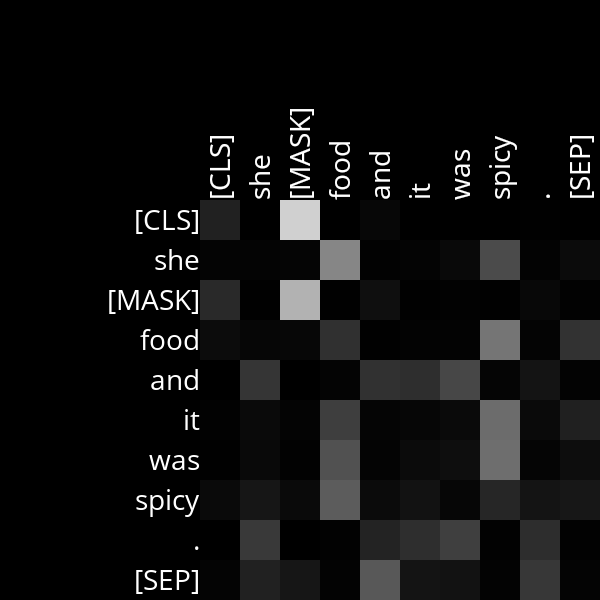 [CLS] she [MASK] food and it was spicy . [SEP]
[CLS]
she
[MASK]
food
and
it
was
spicy
.
[SEP]